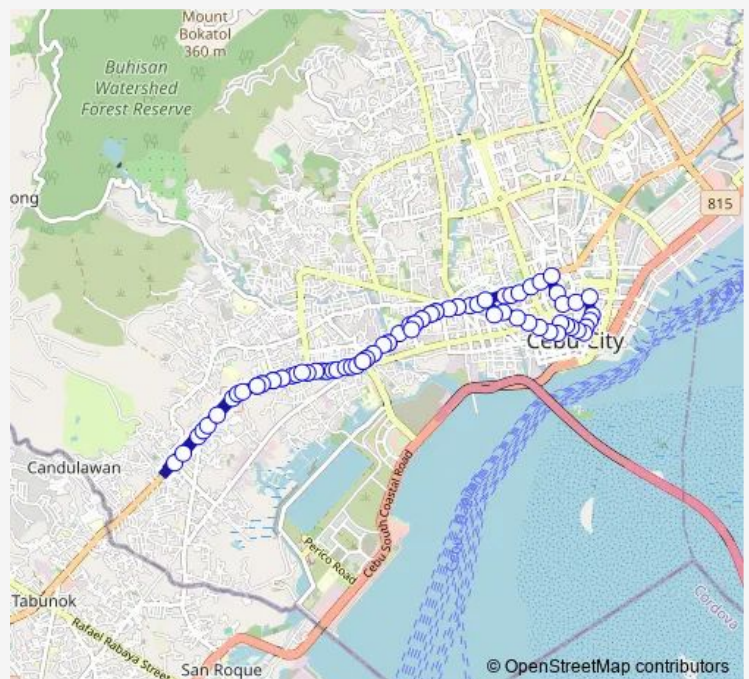 Mount
Bokatol
360 m
Buhisan
Watershed
Forest Reserve
ong
815
Cebu City
Candulawan
Cebu South Coastal Road
Perico Road
Cordova
Tabunok
Rafael Rabaya Street
San Roque
© OpenStreetMap contributors